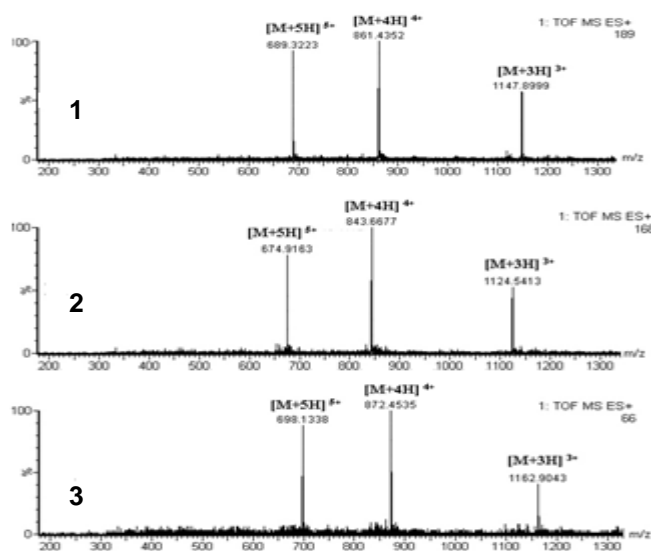 [M+5H] 5+
689.3223
[M+4H] 4+
861.4352
1: TOF MS ES+
189
[M+3H] 3+
1147.8999
100
%
0
1
200 300 400 500 600 700 800 900 1000 1100 1200 1300 m/z
[M+4H] 4+
843.6677
1: TOF MS ES+
168
[M+5H] 5+
674.9163
[M+3H] 3+
1124.5413
100
%
0
2
200 300 400 500 600 700 800 900 1000 1100 1200 1300 m/z
[M+5H] 5+
698.1338
[M+4H] 4+
872.4535
1: TOF MS ES+
66
[M+3H] 3+
1162.9043
100
%
0
3
200 300 400 500 600 700 800 900 1000 1100 1200 1300 m/z